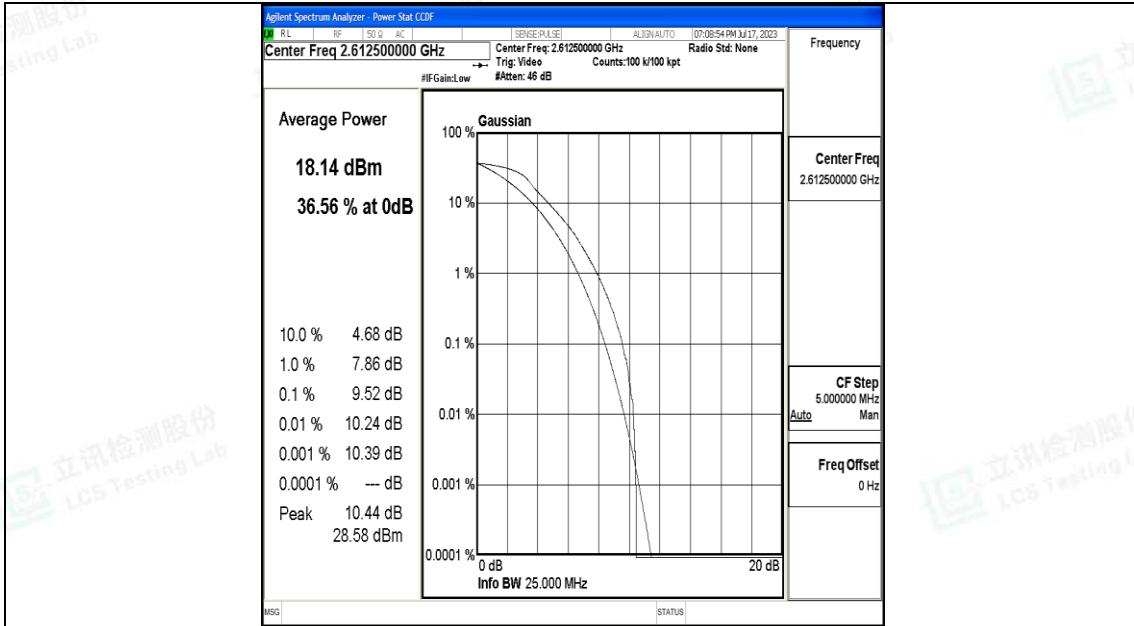 Agilent Spectrum Analyzer - Power Stat CCDF
RL RF 50 Ω AC SENSE:PULSE ALIGNAUTO 07:08:54 PM Jul 17, 2023
Center Freq 2.612500000 GHz
Center Freq: 2.612500000 GHz Radio Std: None
Trig: Video Counts:100 k/100 kpt
#IFGain:Low #Atten: 46 dB
Frequency
Average Power
18.14 dBm
36.56 % at 0dB
10.0 % 4.68 dB
1.0 % 7.86 dB
0.1 % 9.52 dB
0.01 % 10.24 dB
0.001 % 10.39 dB
0.0001 % --- dB
Peak 10.44 dB
28.58 dBm
Gaussian
100 %
10 %
1 %
0.1 %
0.01 %
0.001 %
0.0001 %
0 dB 20 dB
Info BW 25.000 MHz
Center Freq
2.612500000 GHz
CF Step
5.000000 MHz
Auto Man
Freq Offset
0 Hz
MSG STATUS
立讯检测股份
LCS Testing Lab